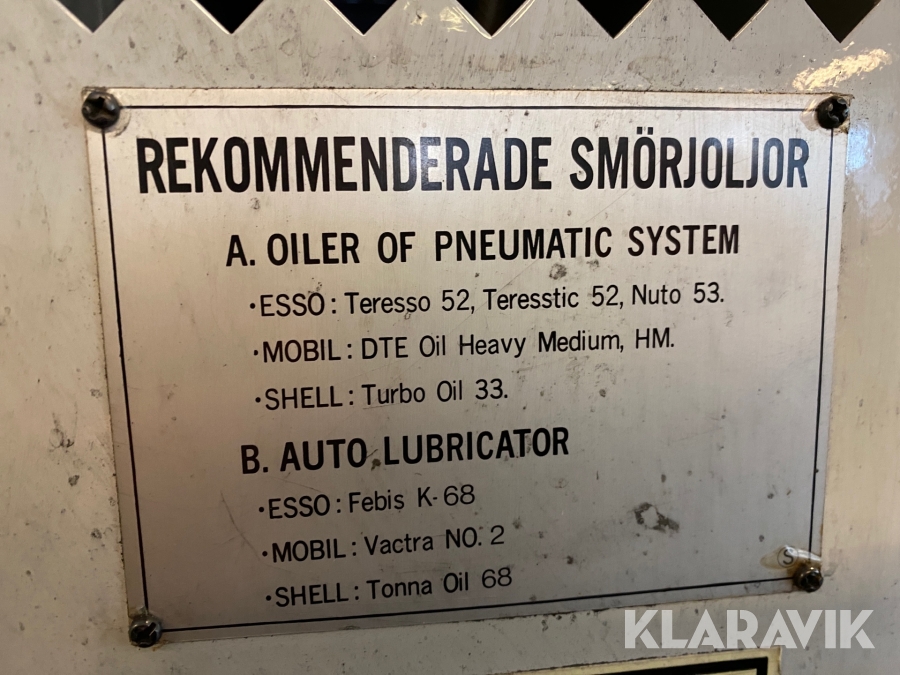 REKOMMENDERADE SMÖRJOLJOR
A. OILER OF PNEUMATIC SYSTEM
·ESSO: Teresso 52, Teresstic 52, Nuto 53.
·MOBIL: DTE Oil Heavy Medium, HM.
·SHELL: Turbo Oil 33.
B. AUTO LUBRICATOR
·ESSO: Febis K-68
·MOBIL: Vactra NO. 2
·SHELL: Tonna Oil 68
S
KLARAVIK